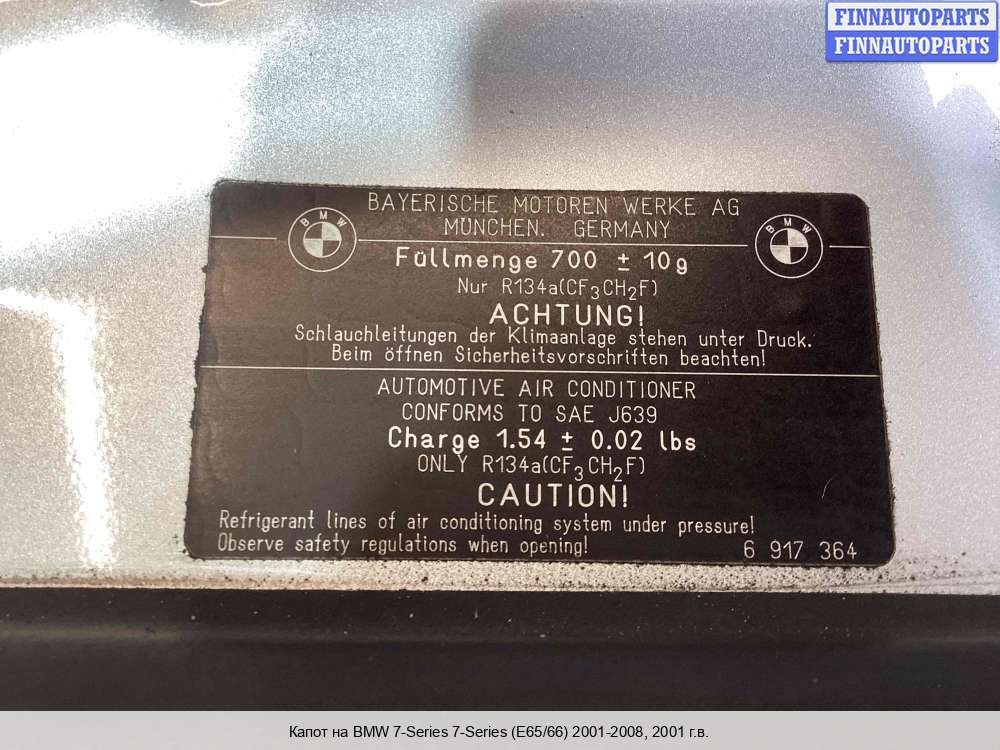 FINNAUTOPARTS
FINNAUTOPARTS
BAYERISCHE MOTOREN WERKE AG
MÜNCHEN. GERMANY
BMW
BMW
Füllmenge 700 ± 10g
Nur R134a(CF₃CH₂F)
ACHTUNG!
Schlauchleitungen der Klimaanlage stehen unter Druck.
Beim öffnen Sicherheitsvorschriften beachten!
AUTOMOTIVE AIR CONDITIONER
CONFORMS TO SAE J639
Charge 1.54 ± 0.02 lbs
ONLY R134a(CF₃CH₂F)
CAUTION!
Refrigerant lines of air conditioning system under pressure!
Observe safety regulations when opening!
6 917 364
Капот на BMW 7-Series 7-Series (E65/66) 2001-2008, 2001 г.в.